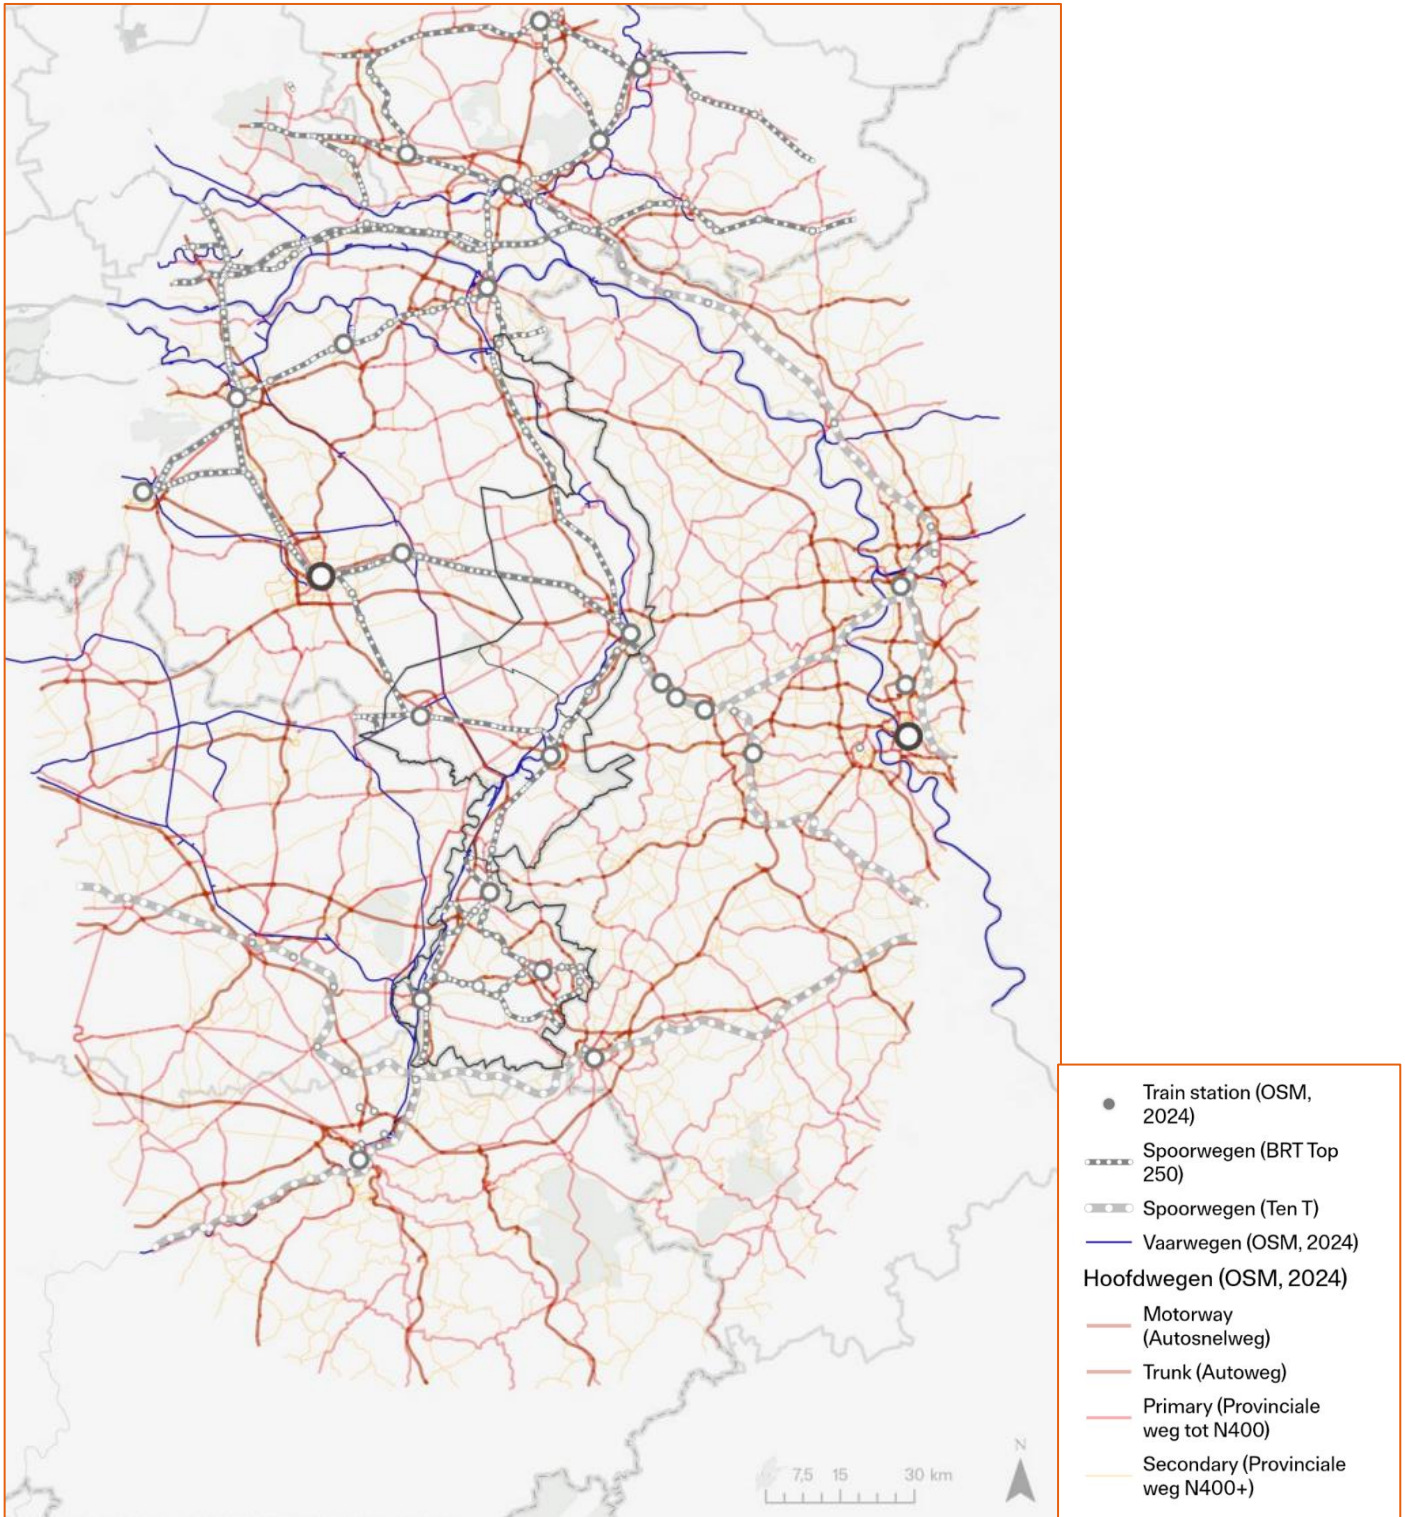 Train station (OSM,
2024)
Spoorwegen (BRT Top
250)
Spoorwegen (Ten T)
Vaarwegen (OSM, 2024)
Hoofdwegen (OSM, 2024)
Motorway
(Autosnelweg)
Trunk (Autoweg)
Primary (Provinciale
weg tot N400)
Secondary (Provinciale
weg N400+)
N
7,5 15 30 km